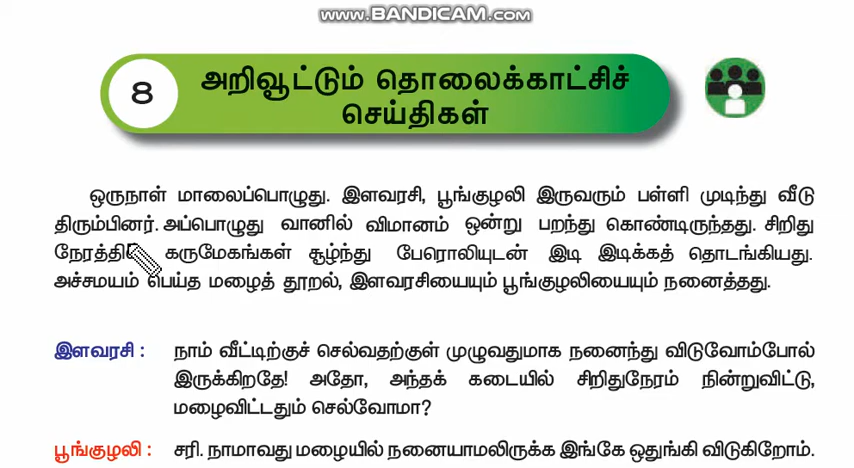 www.BANDICAM.com
8
அறிவூட்டும் தொலைக்காட்சிச்
செய்திகள்
ஒருநாள் மாலைப்பொழுது. இளவரசி, பூங்குழலி இருவரும் பள்ளி முடிந்து வீடு
திரும்பினர். அப்பொழுது வானில் விமானம் ஒன்று பறந்து கொண்டிருந்தது. சிறிது
கருமேகங்கள் சூழ்ந்து பேரொலியுடன் இடி இடிக்கத் தொடங்கியது.
அச்சமயம் பெய்த மழைத் தூறல், இளவரசியையும் பூங்குழலியையும் நனைத்தது.
இளவரசி : நாம் வீட்டிற்குச் செல்வதற்குள் முழுவதுமாக நனைந்து விடுவோம்போல்
இருக்கிறதே! அதோ, அந்தக் கடையில் சிறிதுநேரம் நின்றுவிட்டு,
மழைவிட்டதும் செல்வோமா?
பூங்குழலி : சரி. நாமாவது மழையில் நனையாமலிருக்க இங்கே ஒதுங்கி விடுகிறோம்.